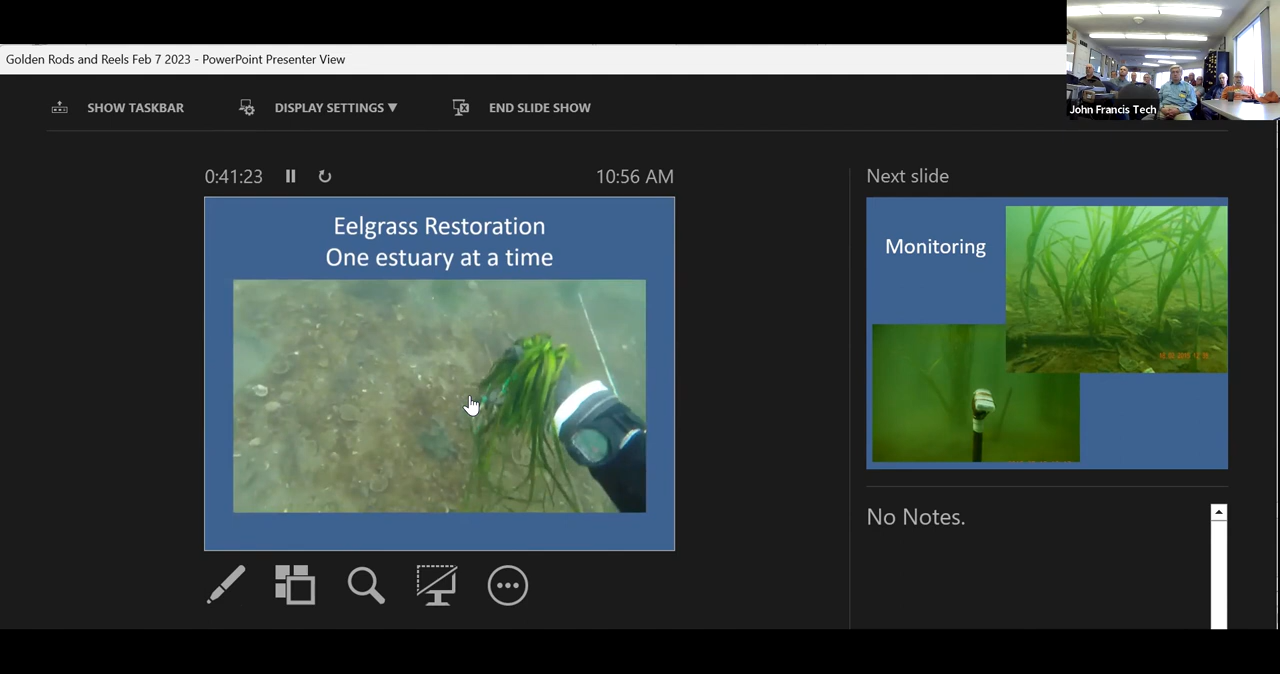 Golden Rods and Reels Feb 7 2023 - PowerPoint Presenter View
John Francis Tech
SHOW TASKBAR
DISPLAY SETTINGS ▼
END SLIDE SHOW
0:41:23
10:56 AM
Eelgrass Restoration
One estuary at a time
Next slide
Monitoring
No Notes.